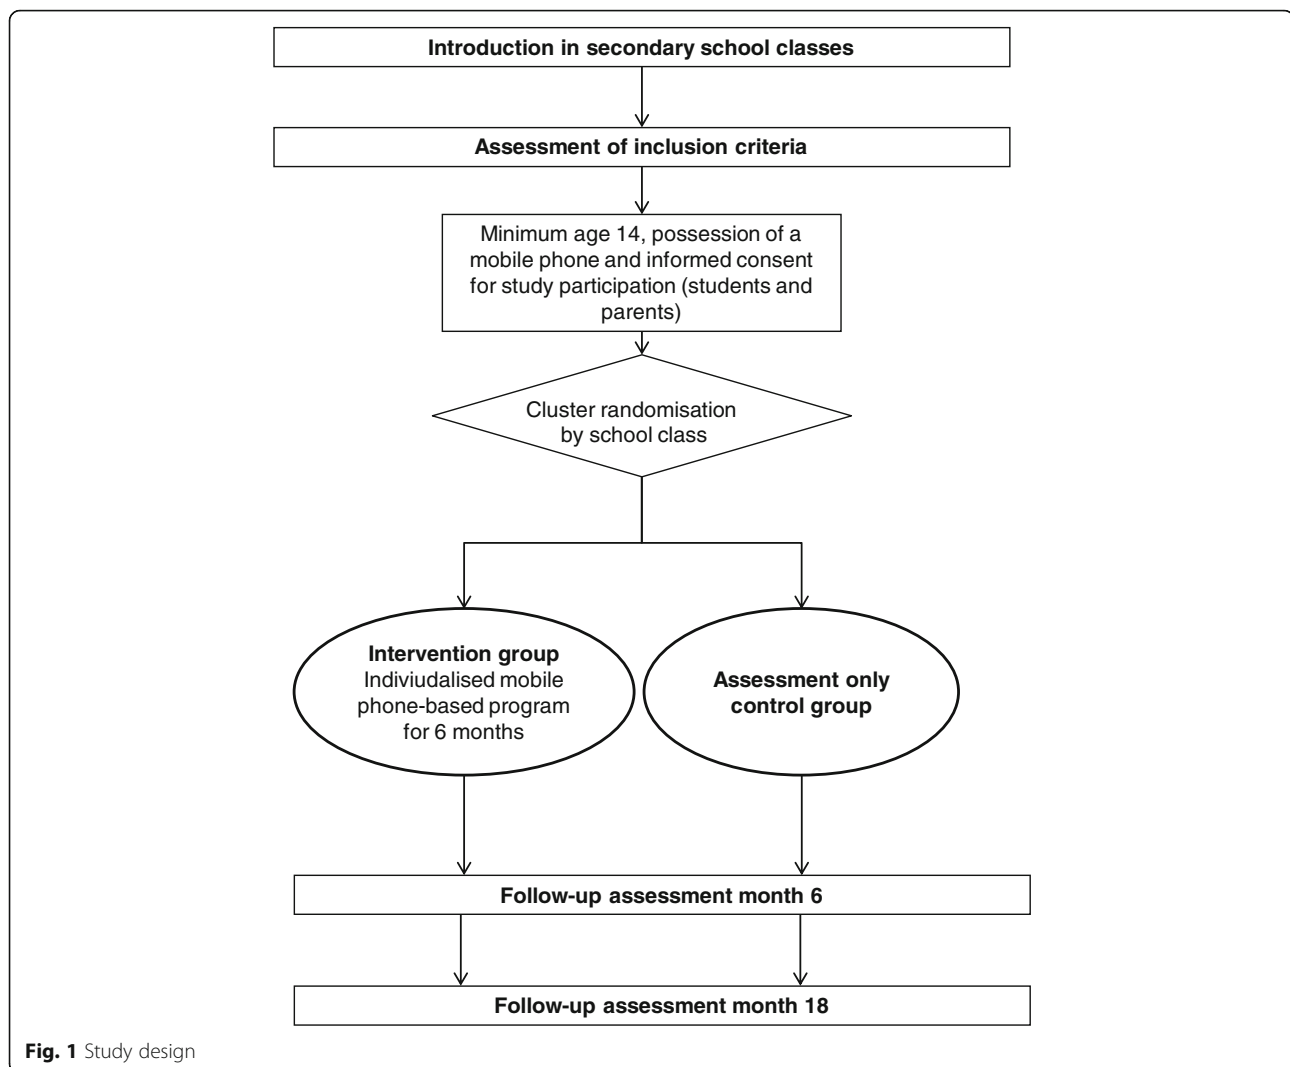 Introduction in secondary school classes
Assessment of inclusion criteria
Minimum age 14, possession of a
mobile phone and informed consent
for study participation (students and
parents)
Cluster randomisation
by school class
Intervention group
Indiviudalised mobile
phone-based program
for 6 months
Assessment only
control group
Follow-up assessment month 6
Follow-up assessment month 18
Fig. 1 Study design